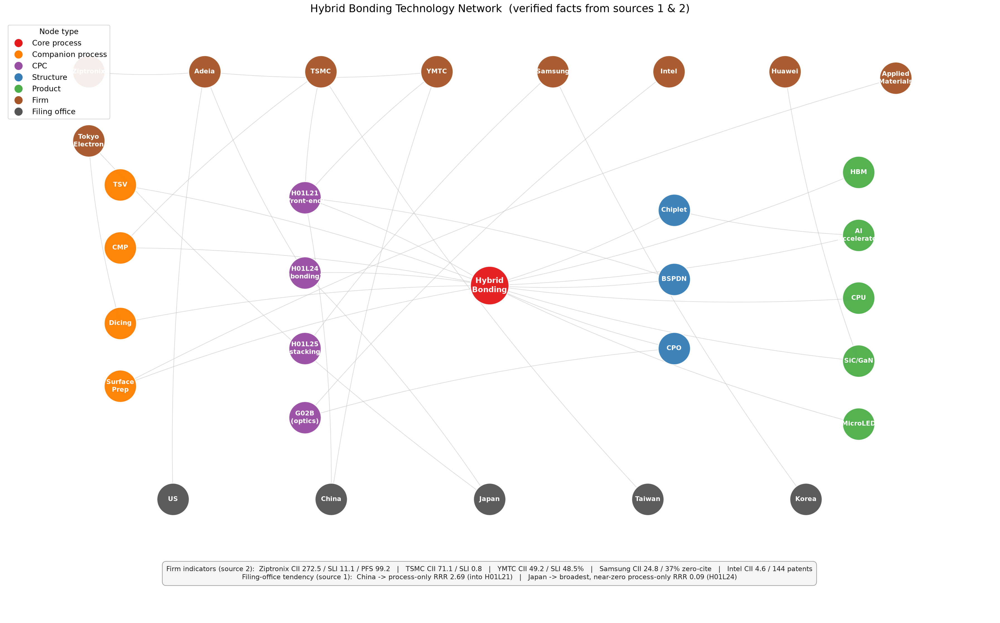 Hybrid Bonding Technology Network  (verified facts from sources 1 & 2)
Node type
Core process
Companion process
CPC
Structure
Product
Firm
Filing office
Ziptronix
Adeia
TSMC
YMTC
Samsung
Intel
Huawei
Applied
Materials
Tokyo
Electron
TSV
CMP
Dicing
Surface
Prep
H01L21
(front-end)
H01L24
(bonding)
H01L25
(stacking)
G02B
(optics)
Hybrid
Bonding
Chiplet
BSPDN
CPO
HBM
AI
Accelerator
CPU
SiC/GaN
MicroLED
US
China
Japan
Taiwan
Korea
Firm indicators (source 2):  Ziptronix CII 272.5 / SLI 11.1 / PFS 99.2   |   TSMC CII 71.1 / SLI 0.8   |   YMTC CII 49.2 / SLI 48.5%   |   Samsung CII 24.8 / 37% zero-cite   |   Intel CII 4.6 / 144 patents
Filing-office tendency (source 1):  China -> process-only RRR 2.69 (into H01L21)   |   Japan -> broadest, near-zero process-only RRR 0.09 (H01L24)